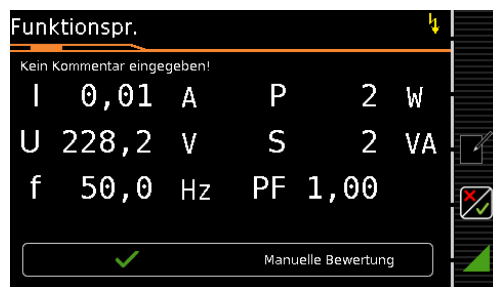 Funktionspr.
Kein Kommentar eingegeben!
I 0,01 A P 2 W
U 228,2 V S 2 VA
f 50,0 Hz PF 1,00
Manuelle Bewertung